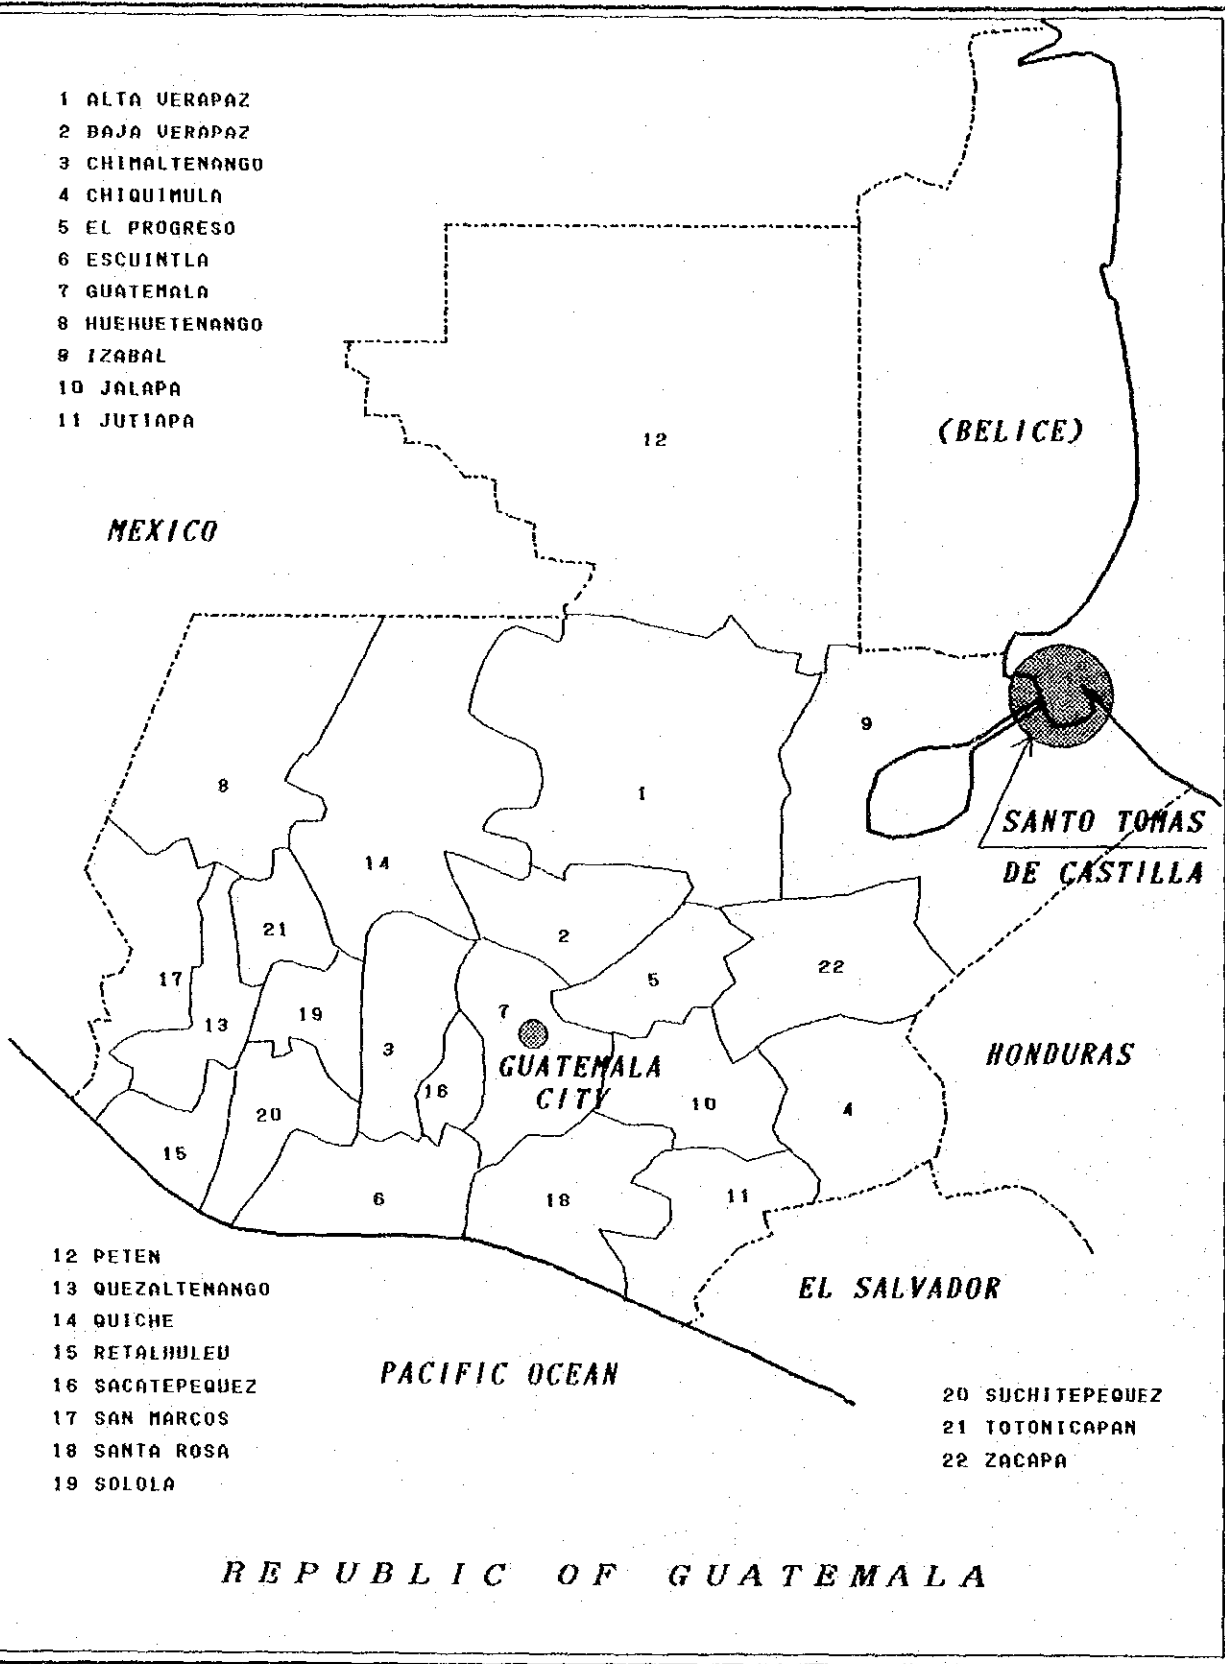 1 ALTA VERAPAZ
2 BAJA VERAPAZ
3 CHIMALTENANGO
4 CHIQUIMULA
5 EL PROGRESO
6 ESCUINTLA
7 GUATEMALA
8 HUEHUETENANGO
9 IZABAL
10 JALAPA
11 JUTIAPA
12
(BELICE)
MEXICO
9
8
1
SANTO TOMAS
DE CASTILLA
14
21
2
17
5
22
7
13
19
3
GUATEMALA
CITY
HONDURAS
16
20
10
4
15
6
18
11
12 PETEN
13 QUEZALTENANGO
14 QUICHE
15 RETALHULEU
16 SACATEPEQUEZ
17 SAN MARCOS
18 SANTA ROSA
19 SOLOLA
EL SALVADOR
PACIFIC OCEAN
20 SUCHITEPEQUEZ
21 TOTONICAPAN
22 ZACAPA
REPUBLIC OF GUATEMALA